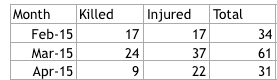 Month Killed Injured Total
Feb-15 17 17 34
Mar-15 24 37 61
Apr-15 9 22 31